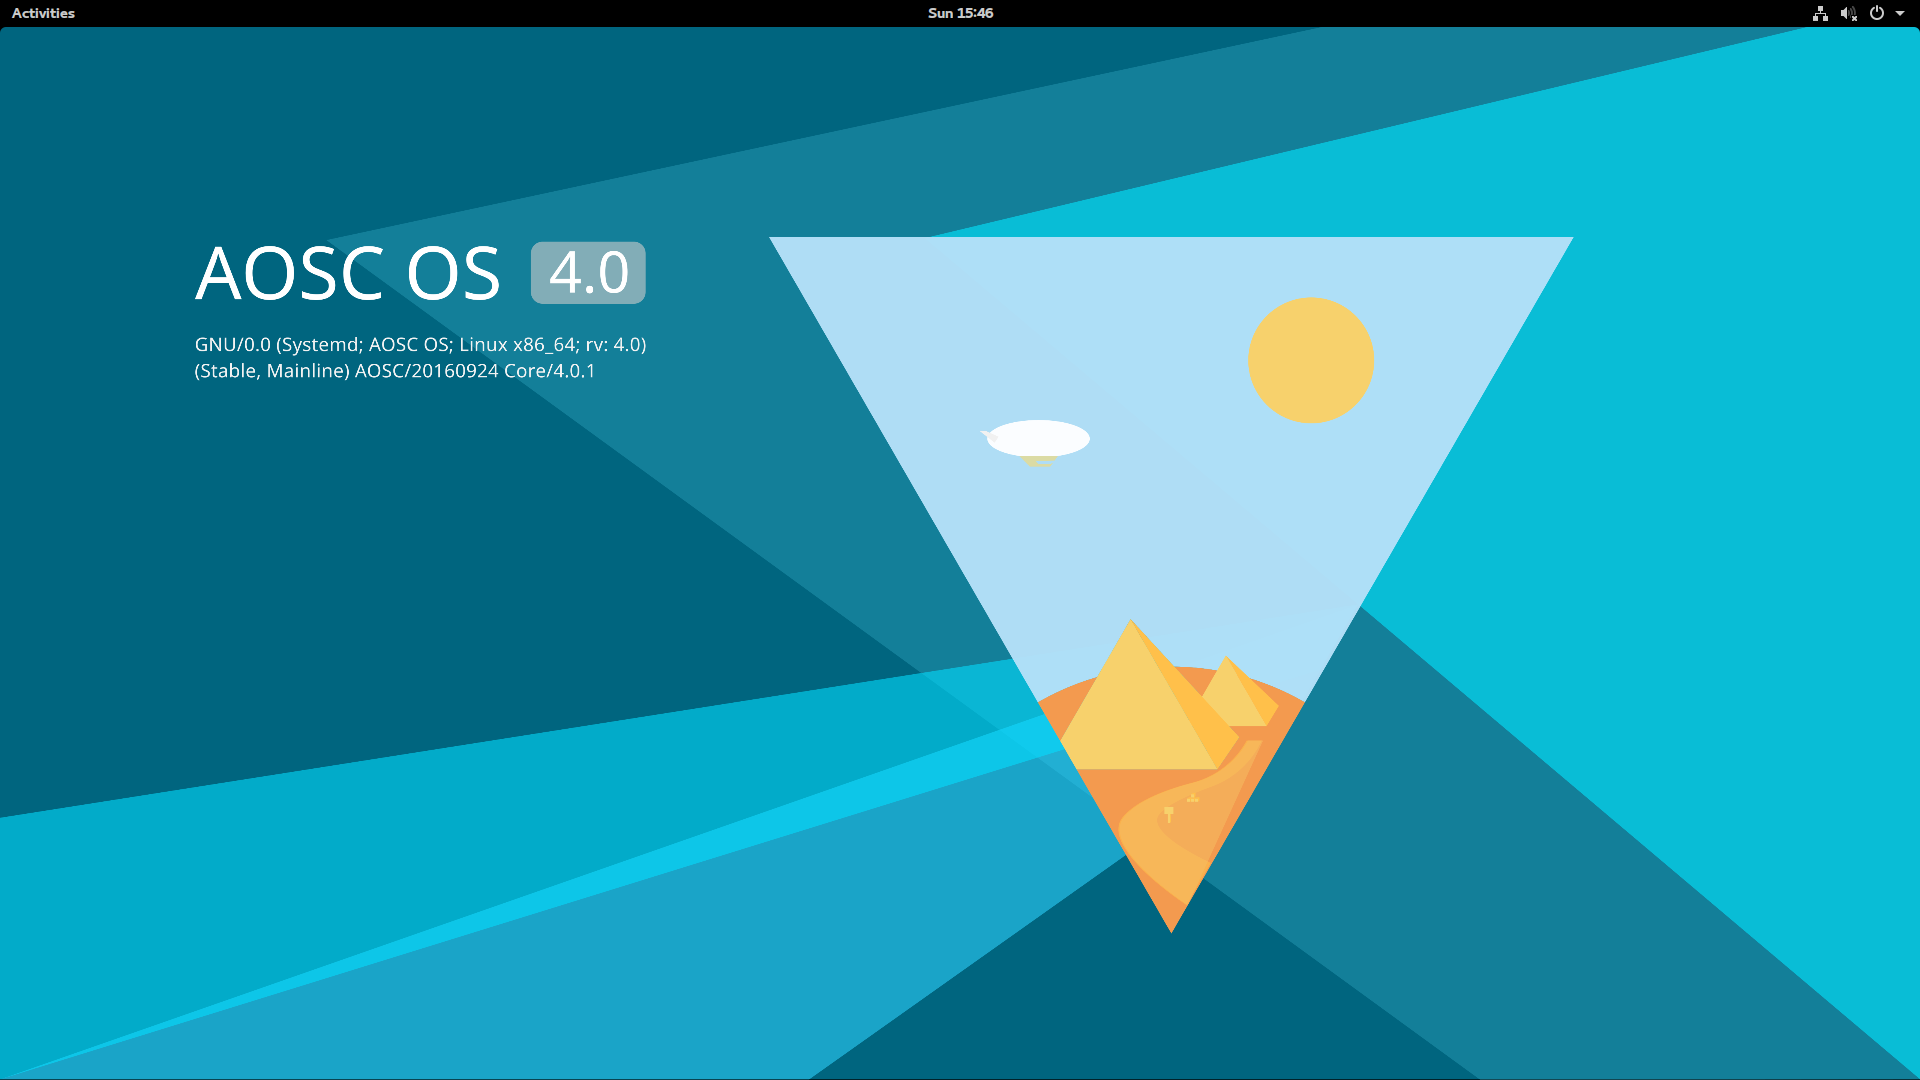 Activities
Sun 15:46
AOSC OS 4.0
GNU/0.0 (Systemd; AOSC OS; Linux x86_64; rv: 4.0)
(Stable, Mainline) AOSC/20160924 Core/4.0.1